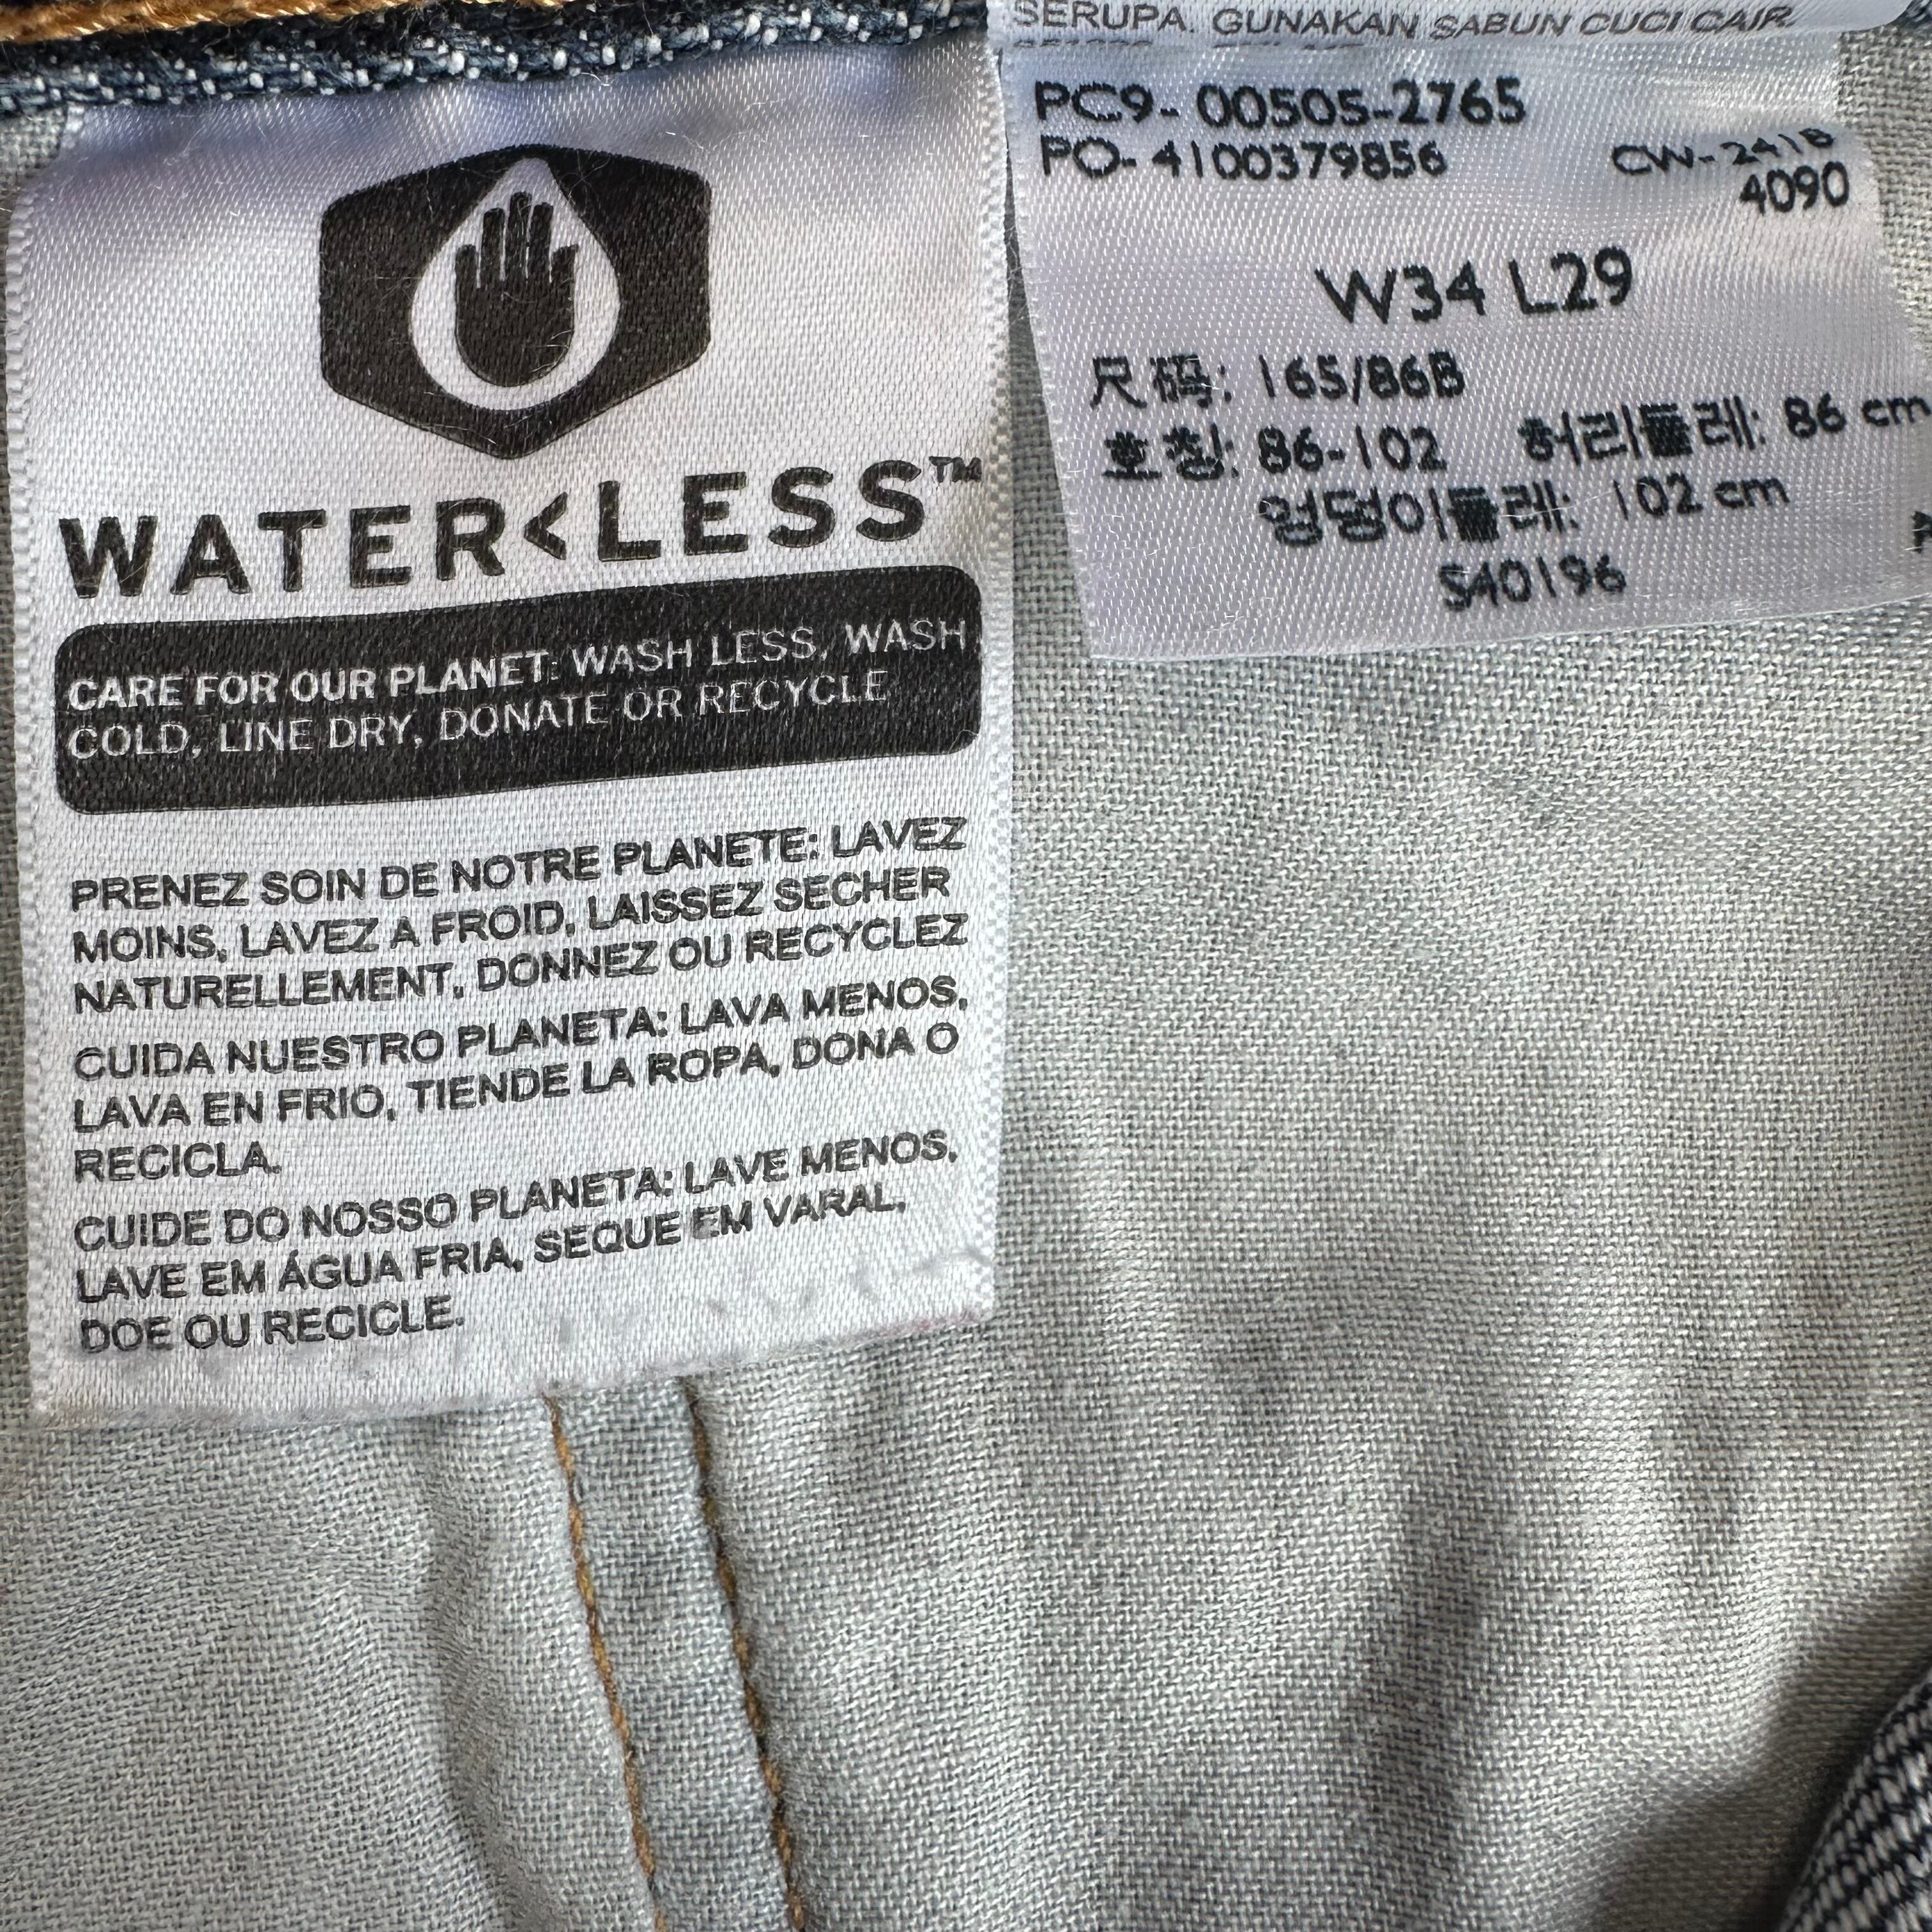 WATER<LESS™
CARE FOR OUR PLANET: WASH LESS, WASH
COLD, LINE DRY, DONATE OR RECYCLE
PRENEZ SOIN DE NOTRE PLANETE: LAVEZ
MOINS, LAVEZ A FROID, LAISSEZ SECHER
NATURELLEMENT, DONNEZ OU RECYCLEZ
CUIDA NUESTRO PLANETA: LAVA MENOS,
LAVA EN FRIO, TIENDE LA ROPA, DONA O
RECICLA.
CUIDE DO NOSSO PLANETA: LAVE MENOS,
LAVE EM ÁGUA FRIA, SEQUE EM VARAL,
DOE OU RECICLE.
SERUPA. GUNAKAN SABUN CUCI CAIR
PC9- 00505-2765
PO- 4100379856 CW-241B
4090
W34 L29
尺码: 165/86B
호칭: 86-102 허리둘레: 86 cm
엉덩이둘레: 102 cm
S40196